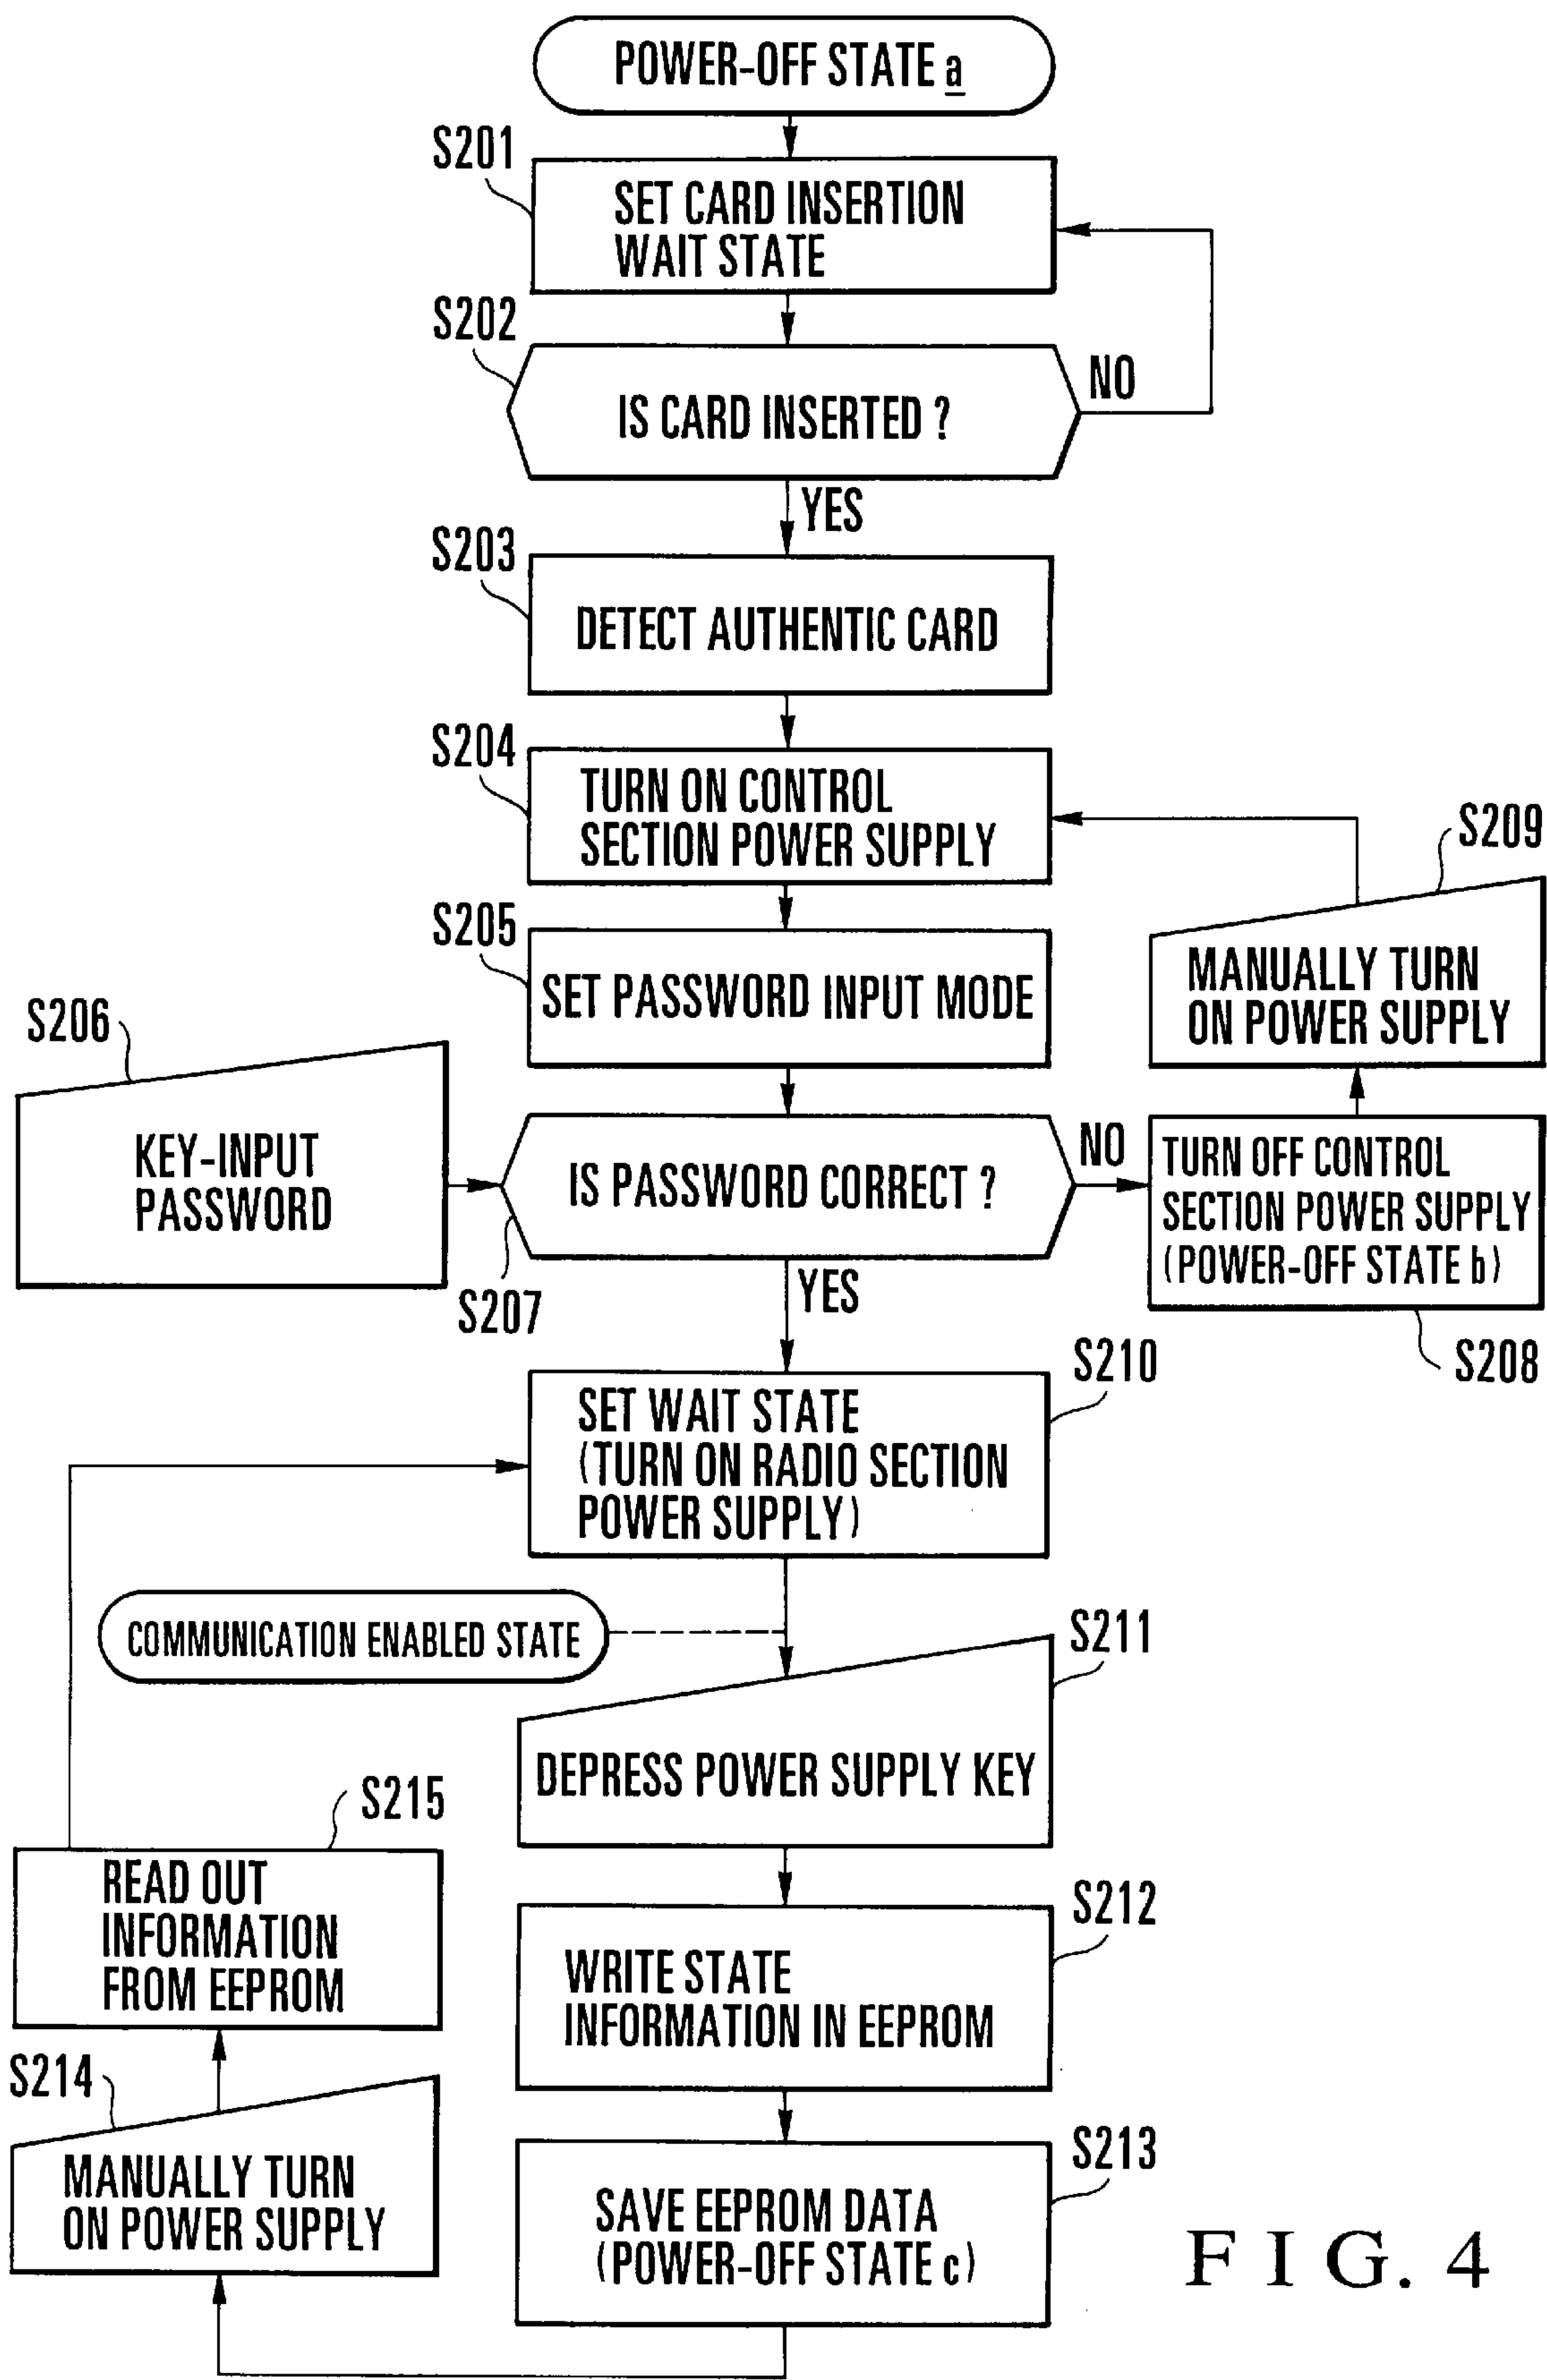 POWER-OFF STATE a
S201
SET CARD INSERTION
WAIT STATE
S202
IS CARD INSERTED ?
NO
YES
S203
DETECT AUTHENTIC CARD
S204
TURN ON CONTROL
SECTION POWER SUPPLY
S209
MANUALLY TURN
ON POWER SUPPLY
S205
SET PASSWORD INPUT MODE
S206
KEY-INPUT
PASSWORD
IS PASSWORD CORRECT ?
S207
NO
TURN OFF CONTROL
SECTION POWER SUPPLY
(POWER-OFF STATE b)
S208
YES
S210
SET WAIT STATE
(TURN ON RADIO SECTION
POWER SUPPLY)
COMMUNICATION ENABLED STATE
S211
DEPRESS POWER SUPPLY KEY
S215
READ OUT
INFORMATION
FROM EEPROM
S212
WRITE STATE
INFORMATION IN EEPROM
S214
MANUALLY TURN
ON POWER SUPPLY
S213
SAVE EEPROM DATA
(POWER-OFF STATE c)
FIG. 4